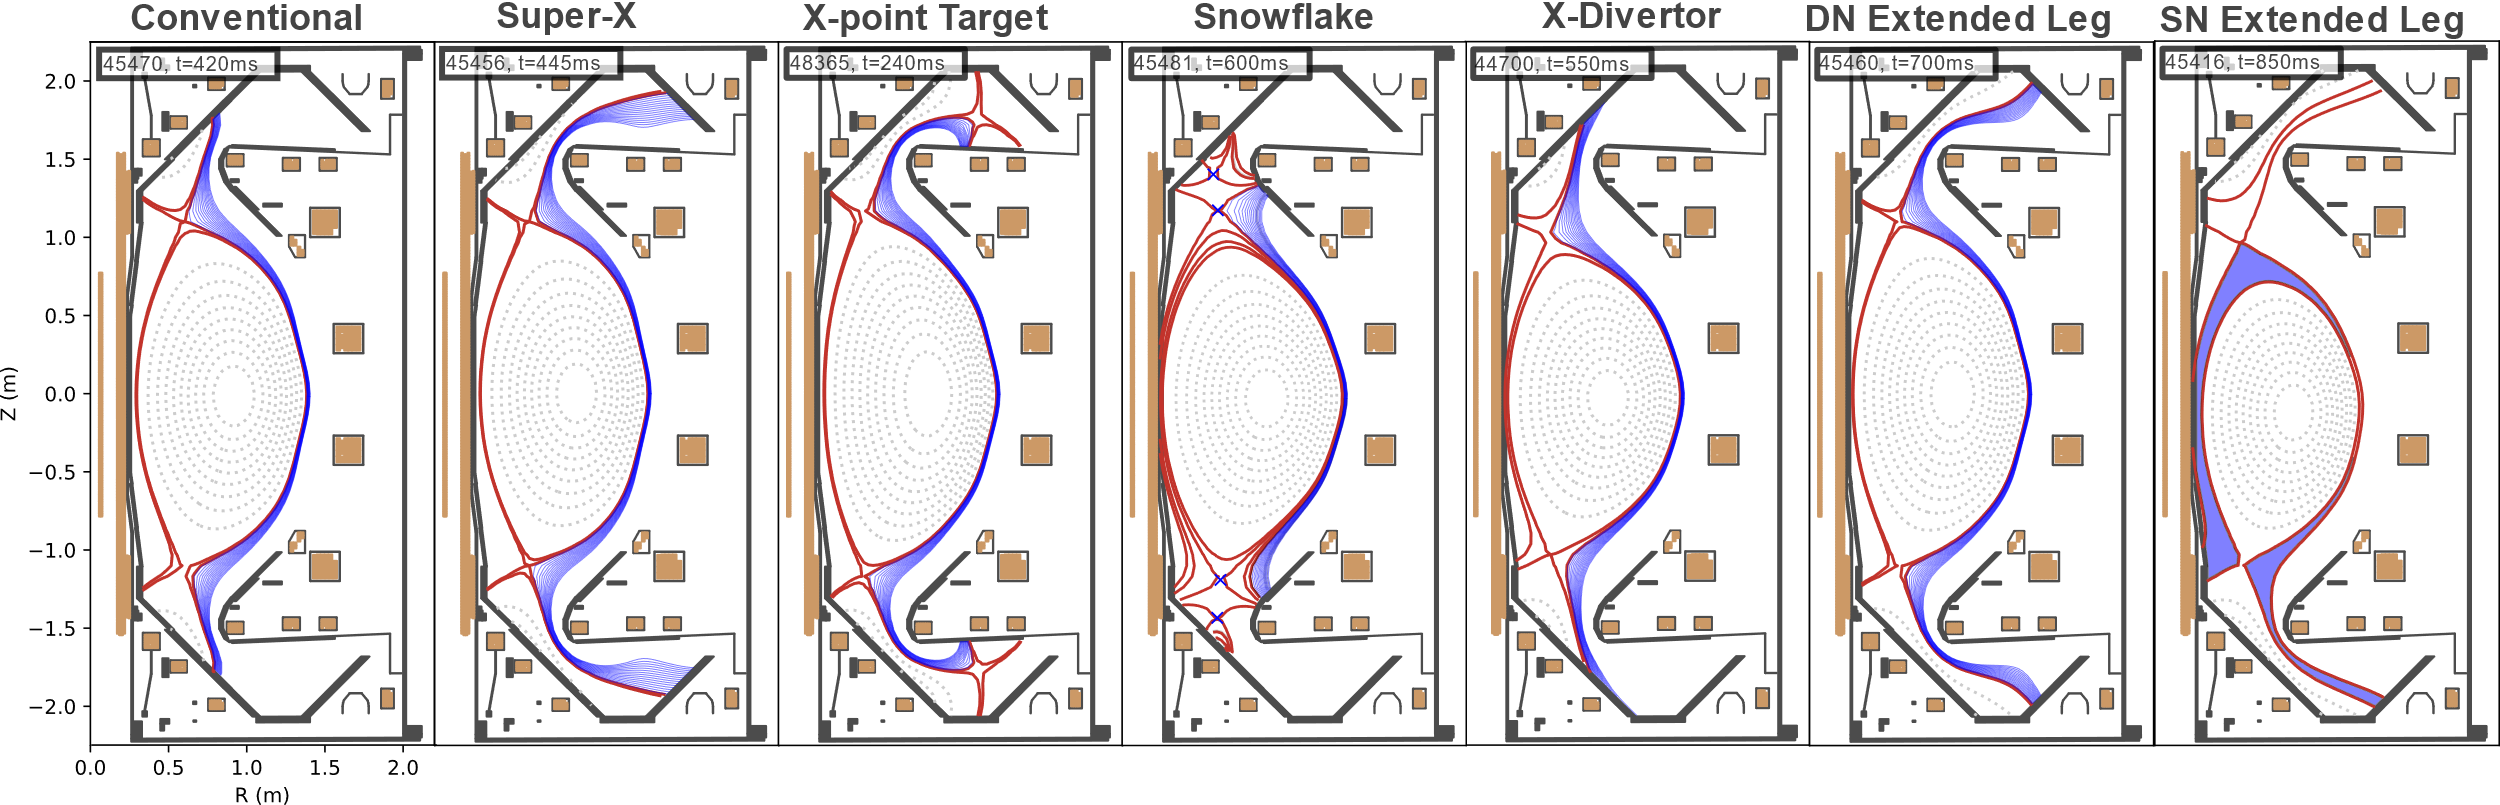 Conventional
Super-X
X-point Target
Snowflake
X-Divertor
DN Extended Leg
SN Extended Leg
45470, t=420ms
45456, t=445ms
48365, t=240ms
45481, t=600ms
44700, t=550ms
45460, t=700ms
45416, t=850ms
2.0
1.5
1.0
0.5
0.0
−0.5
−1.0
−1.5
−2.0
Z (m)
0.0 0.5 1.0 1.5 2.0
R (m)